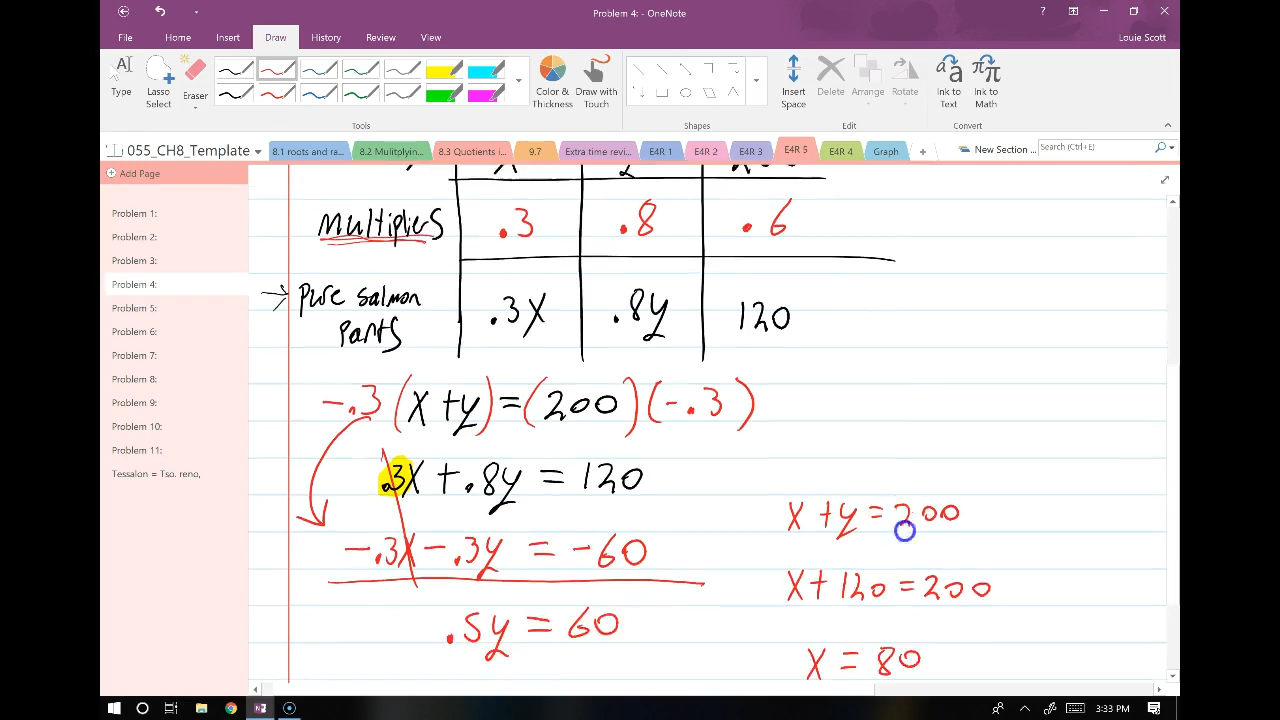 Problem 4: - OneNote
Louie Scott
File Home Insert Draw History Review View
Type
Lasso Select
Eraser
Color & Thickness
Draw with Touch
Insert Space
Delete
Arrange
Rotate
Ink to Text
Ink to Math
Tools
Shapes
Edit
Convert
055_CH8_Template
8.1 roots and ra...
8.2 Mulitplying...
8.3 Quotients i...
9.7
Extra time revi...
E4R 1
E4R 2
E4R 3
E4R 5
E4R 4
Graph
New Section ...
Search (Ctrl+E)
Add Page
Problem 1:
Problem 2:
Problem 3:
Problem 4:
Problem 5:
Problem 6:
Problem 7:
Problem 8:
Problem 9:
Problem 10:
Problem 11:
Tessalon = Tso. reno,
multipliers .3 .8 .6
Pure salmon parts .3x .8y 120
-.3(x+y)=(200)(-.3)
.3x + .8y = 120
-.3x - .3y = -60
.5y = 60
x + y = 200
x + 120 = 200
x = 80
3:33 PM